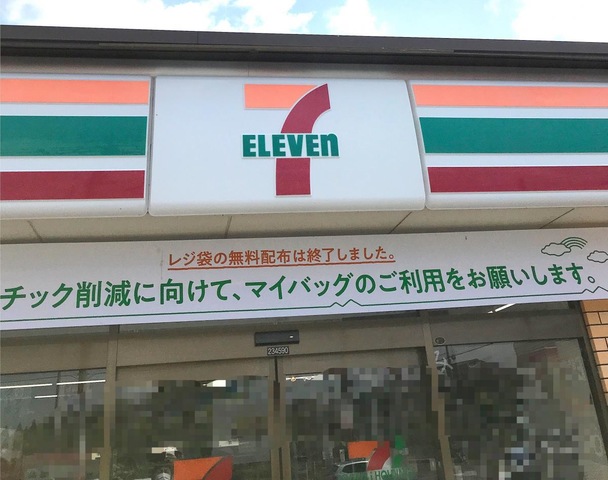 7
ELEVEn
レジ袋の無料配布は終了しました。
チック削減に向けて、マイバッグのご利用をお願いします。
234590